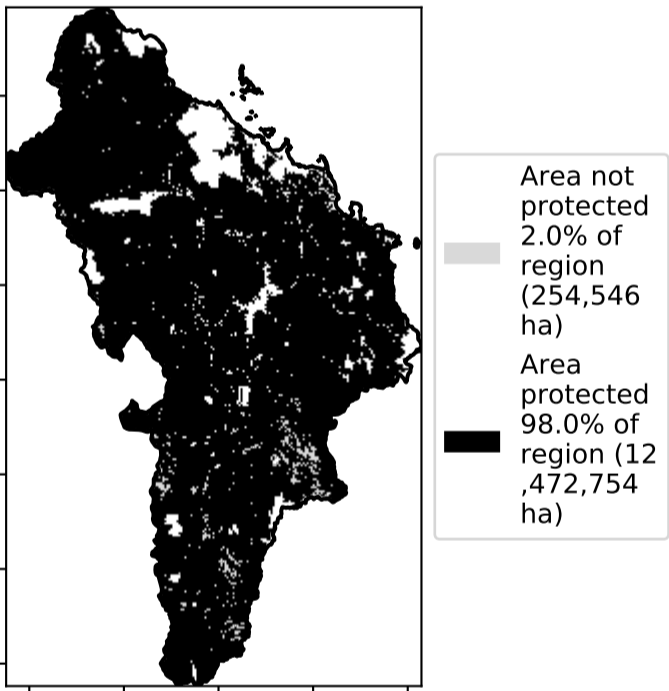 Area not
protected
2.0% of
region
(254,546
ha)
Area
protected
98.0% of
region (12
,472,754
ha)